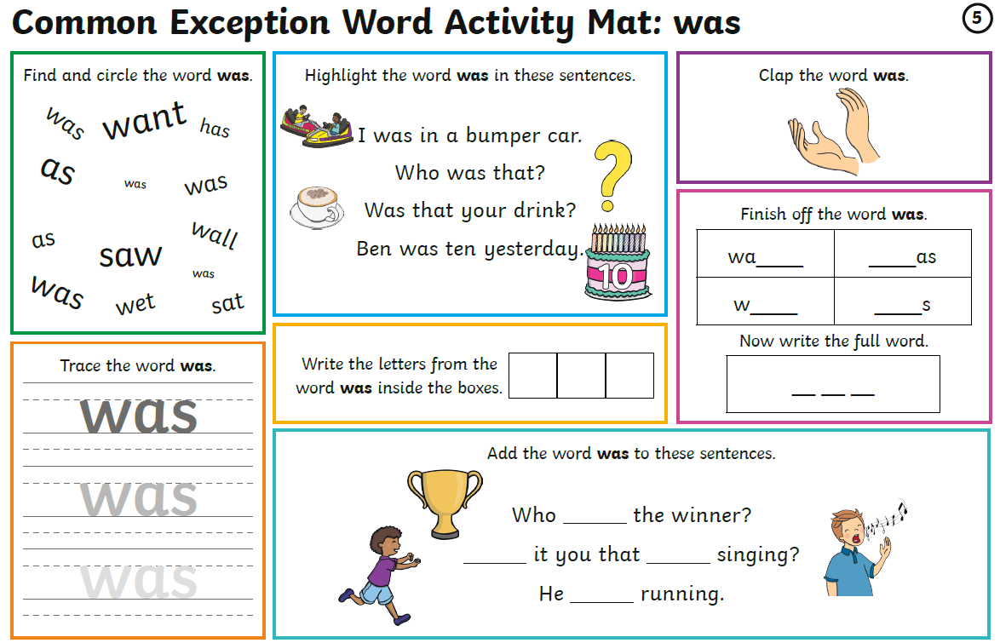 Common Exception Word Activity Mat: was
5
Find and circle the word was.
was want has
as was was
as saw wall
was wet was sat
Highlight the word was in these sentences.
I was in a bumper car.
Who was that?
Was that your drink?
Ben was ten yesterday.
10
Clap the word was.
Finish off the word was.
wa_____ _____as
w_____ _____s
Now write the full word.
__ __ __
Trace the word was.
was
was
was
Write the letters from the
word was inside the boxes.
Add the word was to these sentences.
Who _______ the winner?
_______ it you that _______ singing?
He _______ running.